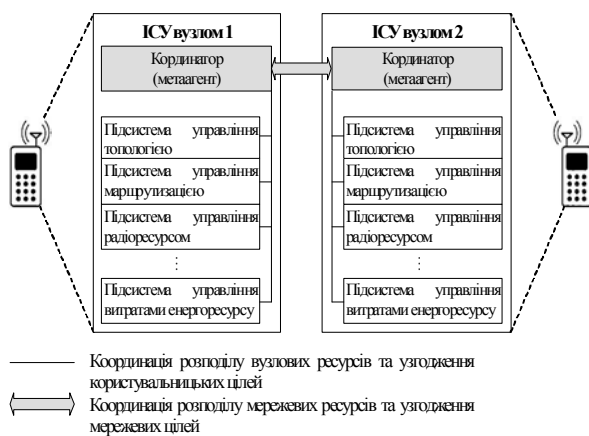 ІСУ вузлом 1
Кординатор
(метаагент)
Підсистема управління
топологією
Підсистема управління
маршрутизацією
Підсистема управління
радіоресурсом
Підсистема управління
витратами енергоресурсу
ІСУ вузлом 2
Кординатор
(метаагент)
Підсистема управління
топологією
Підсистема управління
маршрутизацією
Підсистема управління
радіоресурсом
Підсистема управління
витратами енергоресурсу
Координація розподілу вузлових ресурсів та узгодження
користувальницьких цілей
Координація розподілу мережевих ресурсів та узгодження
мережевих цілей